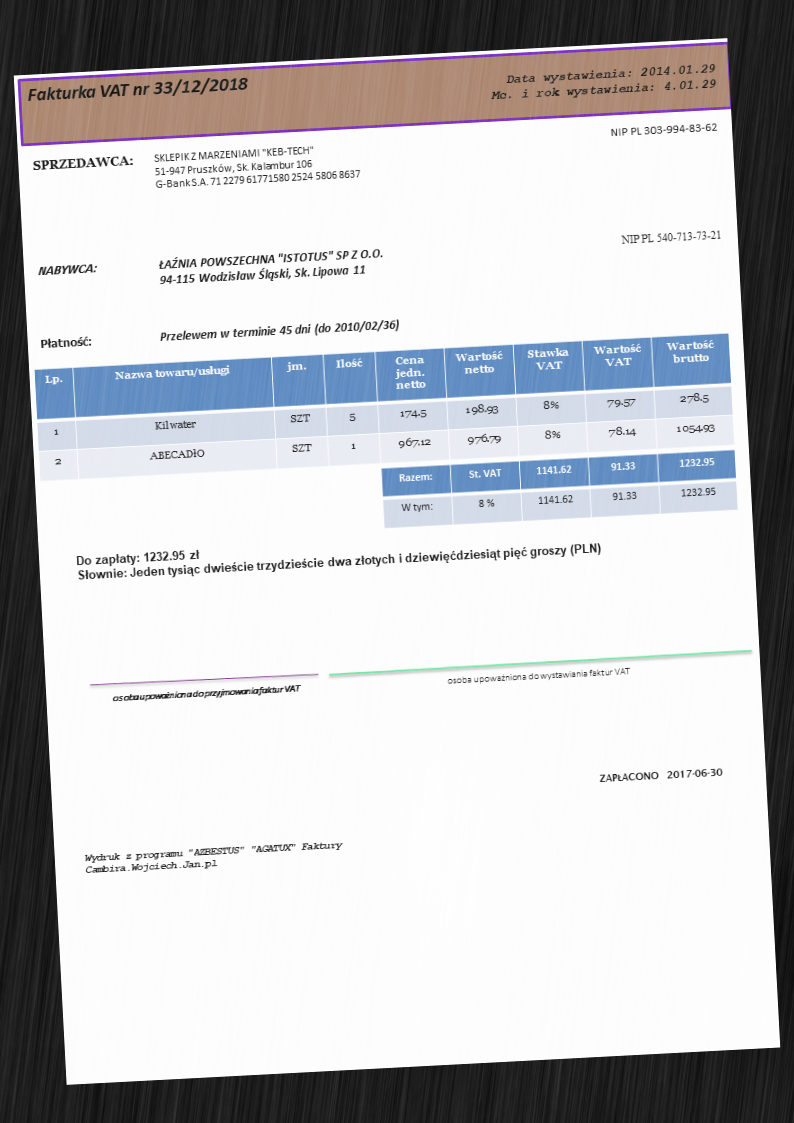 Fakturka VAT nr 33/12/2018
Data wystawienia: 2014.01.29
Mc. i rok wystawienia: 4.01.29
NIP PL 303-994-83-62
SPRZEDAWCA:
SKLEPIK Z MARZENIAMI "KEB-TECH"
51-947 Pruszków, Sk. Kalambur 106
G-Bank S.A. 71 2279 6177 1580 2524 5806 8637
NIP PL 540-713-73-21
NABYWCA:
ŁAŹNIA POWSZECHNA "ISTOTUS" SP Z O.O.
94-115 Wodzisław Śląski, Sk. Lipowa 11
Płatność:
Przelewem w terminie 45 dni (do 2010/02/36)
Lp. Nazwa towaru/usługi jm. Ilość Cena jedn. netto Wartość netto Stawka VAT Wartość VAT Wartość brutto
1 Kilwater SZT 5 174.5 198.93 8% 79.57 278.5
2 ABECADłO SZT 1 967.12 976.79 8% 78.14 1054.93
Razem: St. VAT 1141.62 91.33 1232.95
W tym: 8 % 1141.62 91.33 1232.95
Do zapłaty: 1232.95 zł
Słownie: Jeden tysiąc dwieście trzydzieście dwa złotych i dziewięćdziesiąt pięć groszy (PLN)
osoba upoważniona do przyjmowania faktur VAT
osoba upoważniona do wystawiania faktur VAT
ZAPŁACONO 2017-06-30
Wydruk z programu "AZBESTUS" "AGATUX" Faktury
Cambira.Wojciech.Jan.pl